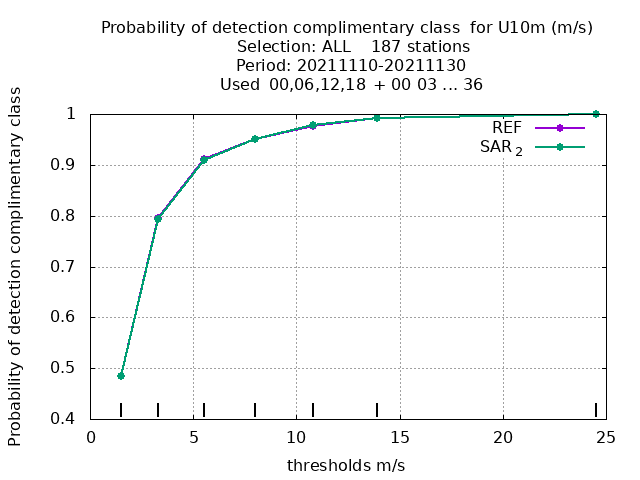 Probability of detection complimentary class for U10m (m/s)
Selection: ALL 187 stations
Period: 20211110-20211130
Used 00,06,12,18 + 00 03 ... 36
Probability of detection complimentary class
1
0.9
0.8
0.7
0.6
0.5
0.4
REF
SAR 2
0 5 10 15 20 25
thresholds m/s